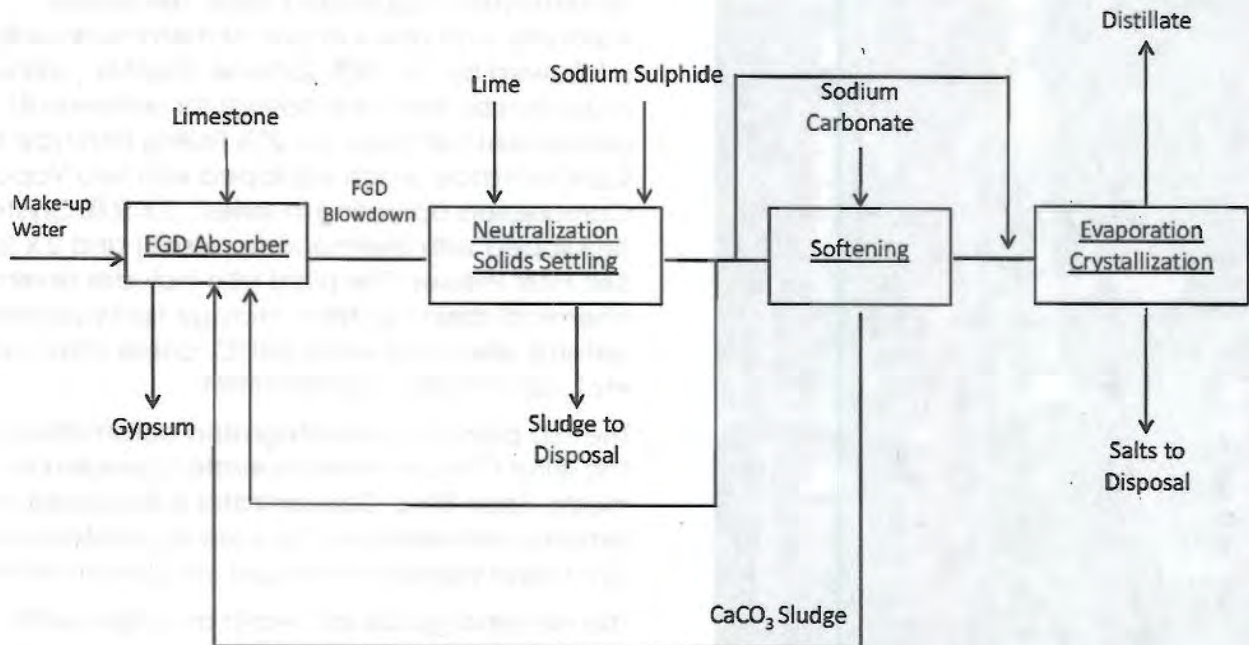 Distillate
Lime
Sodium Sulphide
Sodium
Carbonate
Limestone
FGD
Blowdown
Make-up
Water
FGD Absorber
Neutralization
Solids Settling
Softening
Evaporation
Crystallization
Gypsum
Sludge to
Disposal
Salts to
Disposal
CaCO₃ Sludge